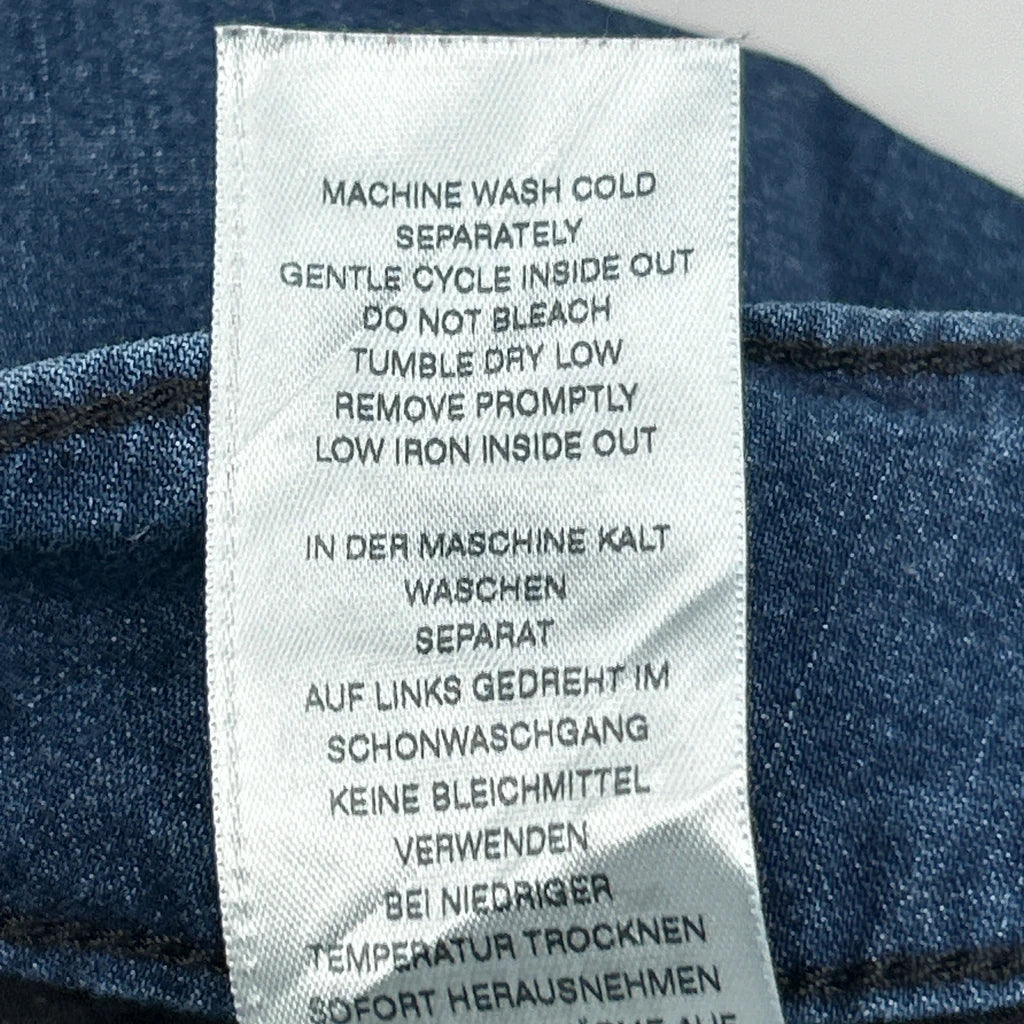 MACHINE WASH COLD
SEPARATELY
GENTLE CYCLE INSIDE OUT
DO NOT BLEACH
TUMBLE DRY LOW
REMOVE PROMPTLY
LOW IRON INSIDE OUT
IN DER MASCHINE KALT
WASCHEN
SEPARAT
AUF LINKS GEDREHT IM
SCHONWASCHGANG
KEINE BLEICHMITTEL
VERWENDEN
BEI NIEDRIGER
TEMPERATUR TROCKNEN
SOFORT HERAUSNEHMEN
AUF